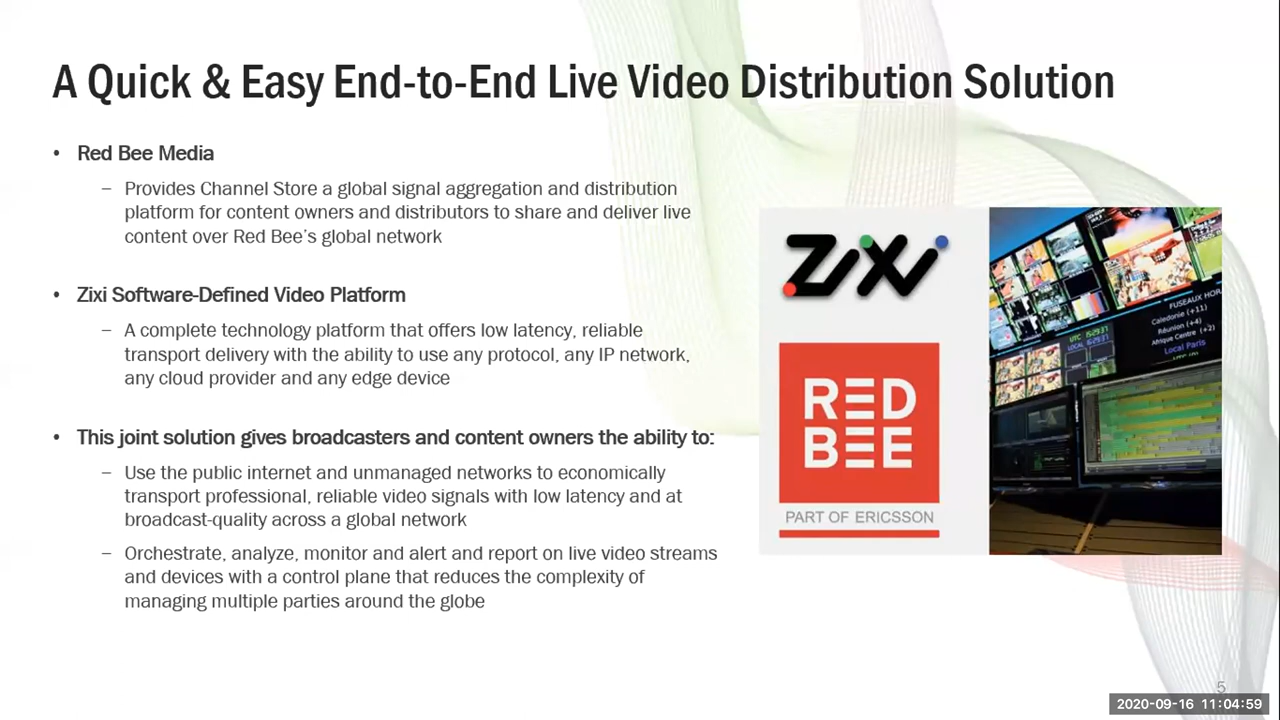 A Quick & Easy End-to-End Live Video Distribution Solution
• Red Bee Media
– Provides Channel Store a global signal aggregation and distribution
platform for content owners and distributors to share and deliver live
content over Red Bee's global network
• Zixi Software-Defined Video Platform
– A complete technology platform that offers low latency, reliable
transport delivery with the ability to use any protocol, any IP network,
any cloud provider and any edge device
• This joint solution gives broadcasters and content owners the ability to:
– Use the public internet and unmanaged networks to economically
transport professional, reliable video signals with low latency and at
broadcast-quality across a global network
– Orchestrate, analyze, monitor and alert and report on live video streams
and devices with a control plane that reduces the complexity of
managing multiple parties around the globe
Zixi
RED
BEE
PART OF ERICSSON
FUSEAUX HOR
Caledonie (+11)
Réunion (+4)
Afrique Centre (+2)
Local Paris
UTC 15:29:37
LOCAL
5
2020-09-16 11:04:59